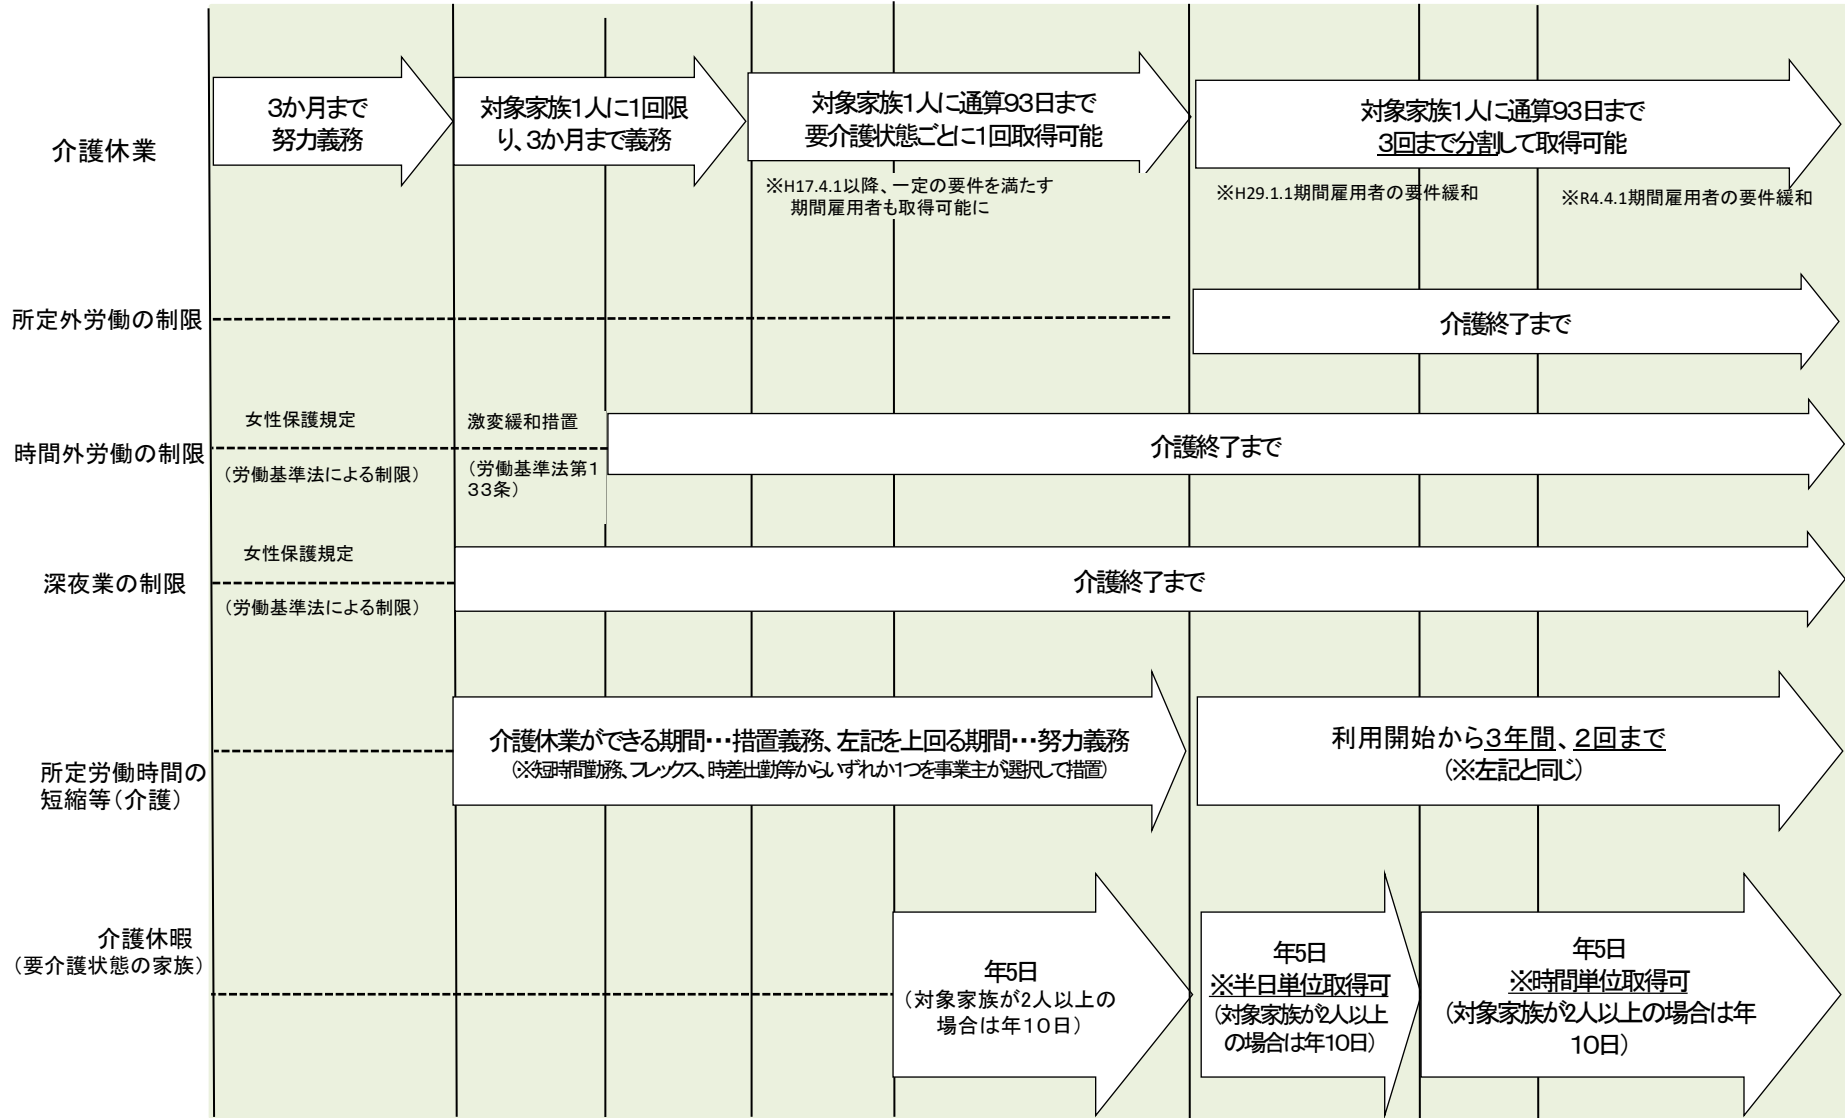 介護休業
3か月まで
努力義務
対象家族1人に1回限
り、3か月まで義務
対象家族1人に通算93日まで
要介護状態ごとに1回取得可能
対象家族1人に通算93日まで
3回まで分割して取得可能
※H17.4.1以降、一定の要件を満たす
期間雇用者も取得可能に
※H29.1.1期間雇用者の要件緩和
※R4.4.1期間雇用者の要件緩和
所定外労働の制限
介護終了まで
時間外労働の制限
女性保護規定
(労働基準法による制限)
激変緩和措置
(労働基準法第1
33条)
介護終了まで
深夜業の制限
女性保護規定
(労働基準法による制限)
介護終了まで
所定労働時間の
短縮等(介護)
介護休業ができる期間・・・措置義務、左記を上回る期間・・・努力義務
(※短時間勤務、フレックス、時差出勤等からいずれか1つを事業主が選択して措置)
利用開始から3年間、2回まで
(※左記と同じ)
介護休暇
(要介護状態の家族)
年5日
(対象家族が2人以上の
場合は年10日)
年5日
※半日単位取得可
(対象家族が2人以上
の場合は年10日)
年5日
※時間単位取得可
(対象家族が2人以上の場合は年
10日)